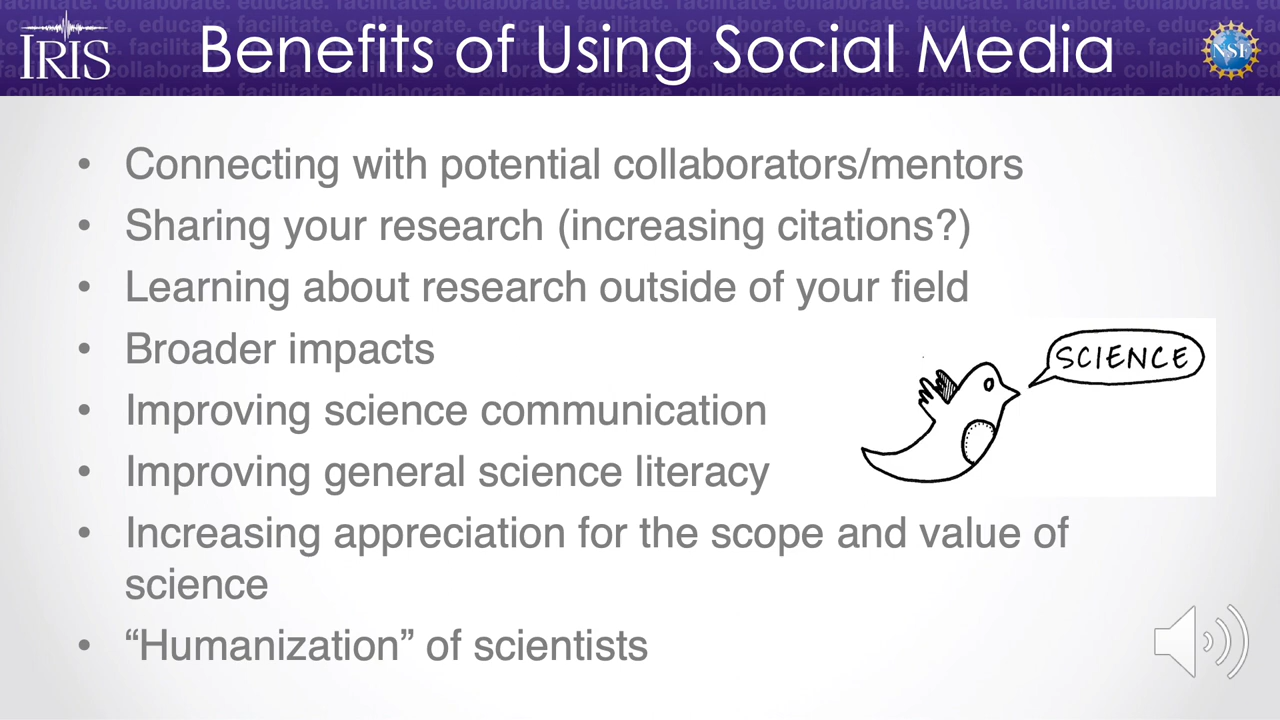 IRIS
Benefits of Using Social Media
NSF
• Connecting with potential collaborators/mentors
• Sharing your research (increasing citations?)
• Learning about research outside of your field
• Broader impacts
• Improving science communication
• Improving general science literacy
• Increasing appreciation for the scope and value of
science
• “Humanization” of scientists
SCIENCE